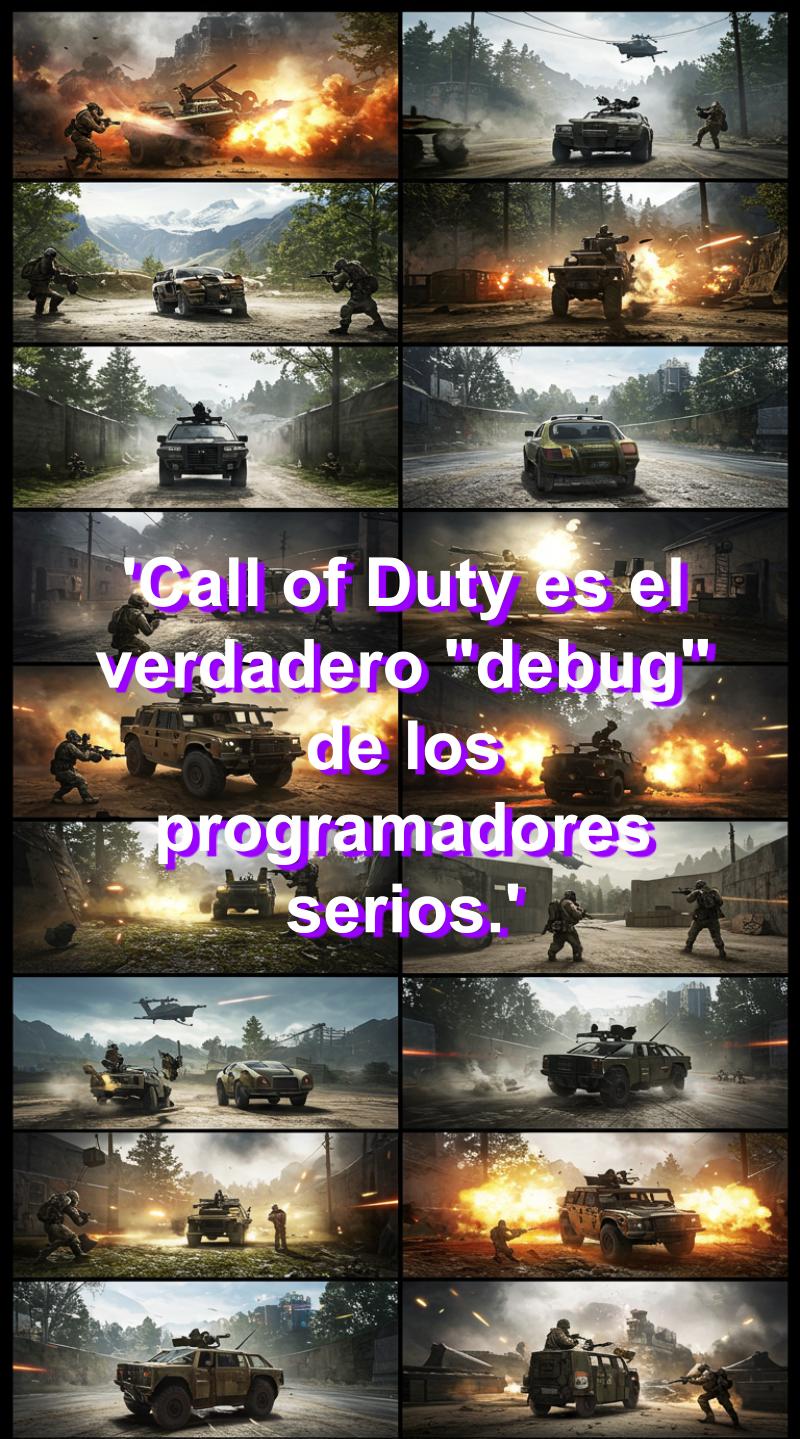 'Call of Duty es el
verdadero "debug"
de los
programadores
serios.'